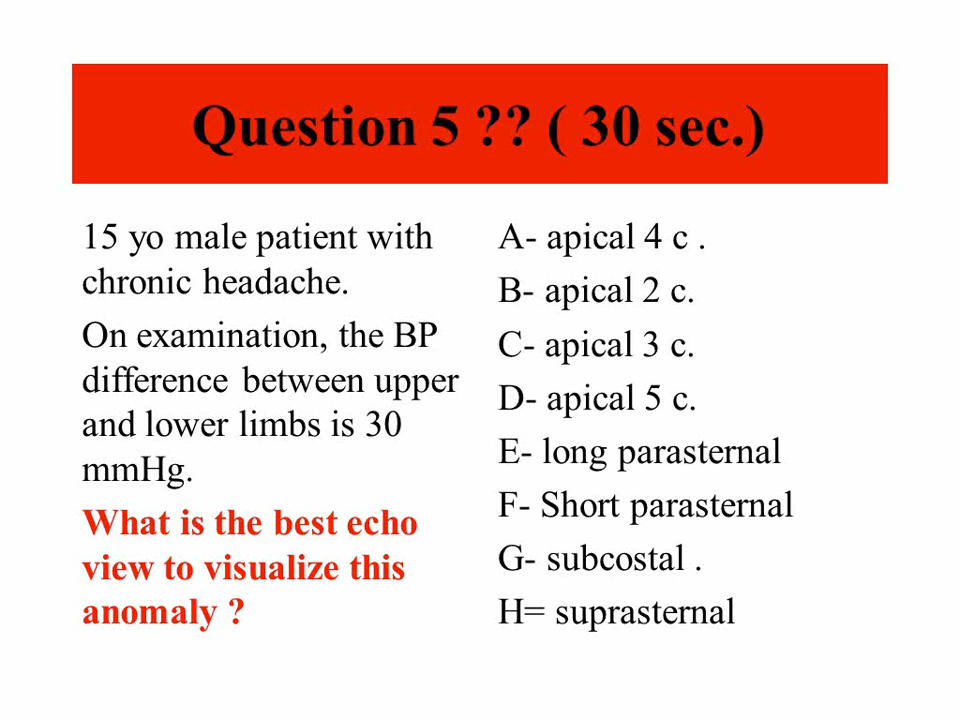 Question 5 ?? ( 30 sec.)
15 yo male patient with
chronic headache.
On examination, the BP
difference between upper
and lower limbs is 30
mmHg.
What is the best echo
view to visualize this
anomaly ?
A- apical 4 c .
B- apical 2 c.
C- apical 3 c.
D- apical 5 c.
E- long parasternal
F- Short parasternal
G- subcostal .
H= suprasternal